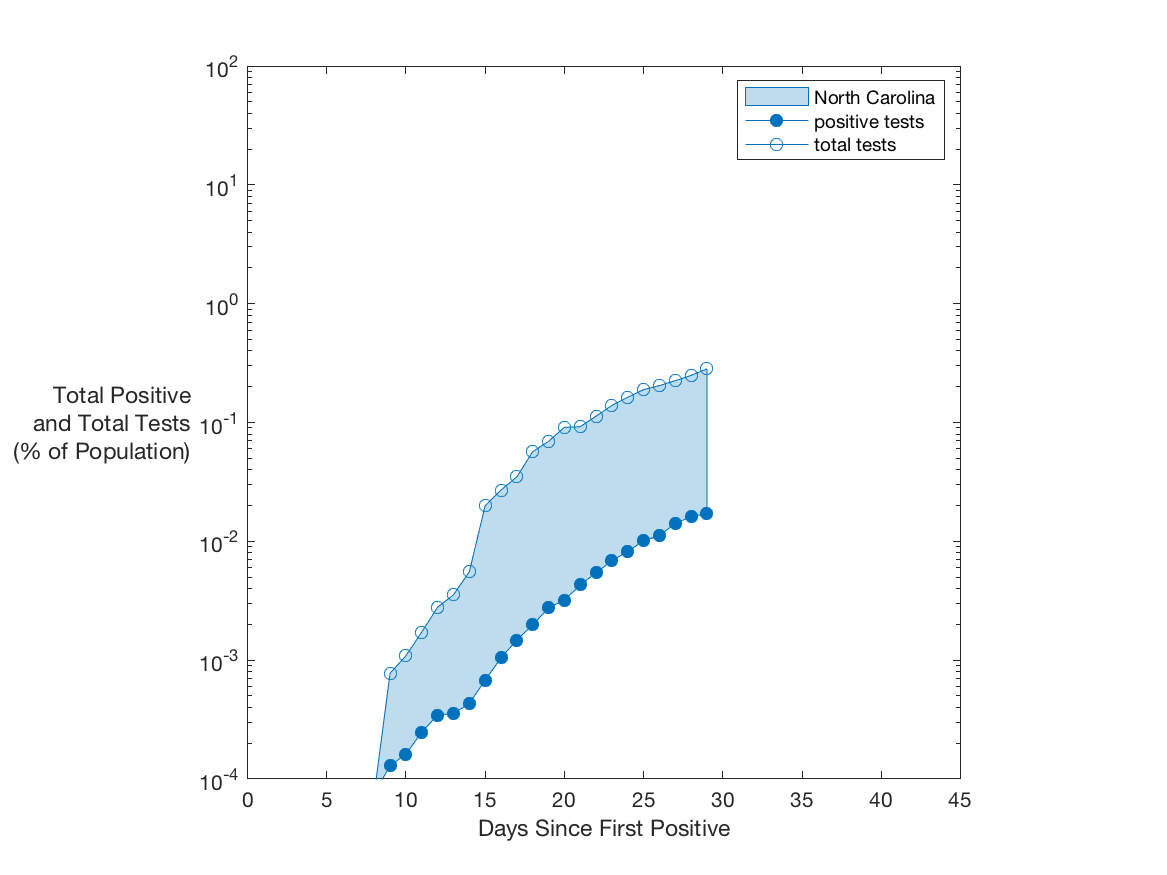 10^2
10^1
10^0
10^-1
10^-2
10^-3
10^-4
Total Positive
and Total Tests
(% of Population)
North Carolina
positive tests
total tests
0 5 10 15 20 25 30 35 40 45
Days Since First Positive